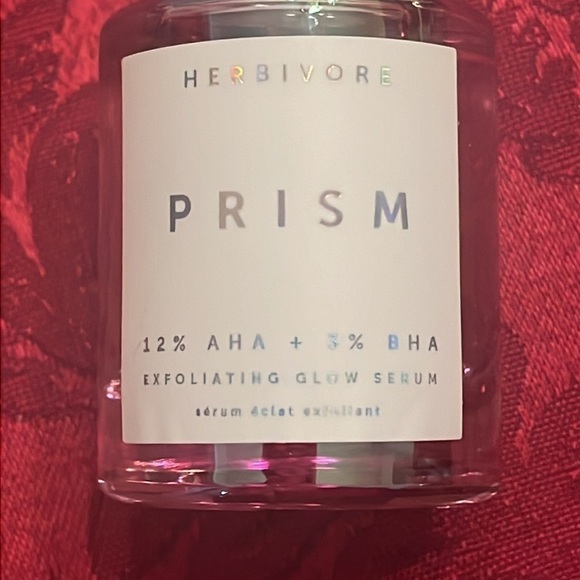 HERBIVORE
PRISM
12% AHA + 3% BHA
EXFOLIATING GLOW SERUM
sérum éclat exfoliant